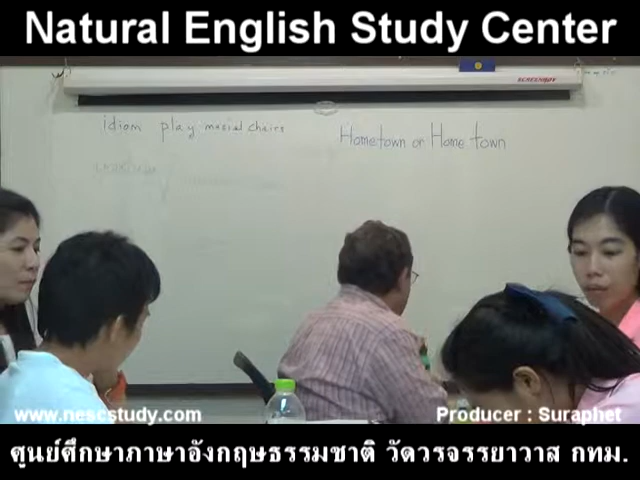 Natural English Study Center
idiom play musical chairs
Hometown or Home town
www.nescstudy.com
Producer : Suraphet
ศูนย์ศึกษาภาษาอังกฤษธรรมชาติ วัดวรจรรยาวาส กทม.